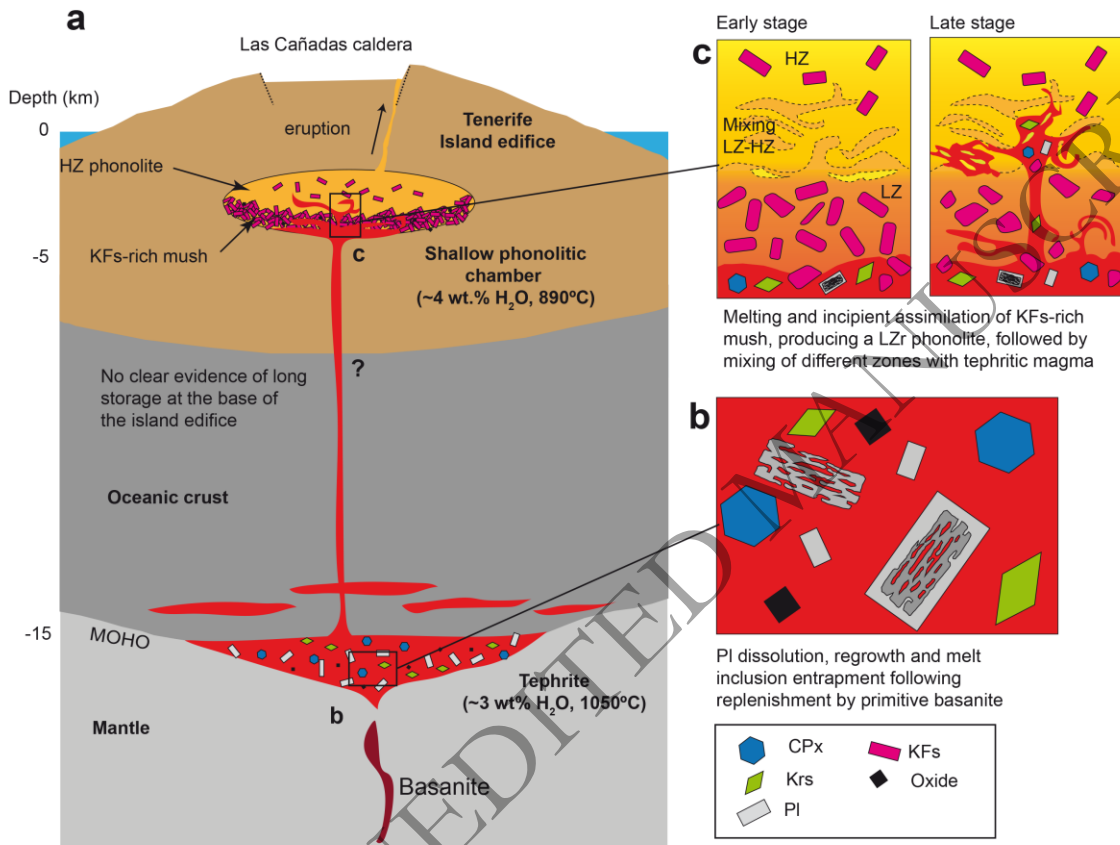 a
Las Cañadas caldera
Depth (km)
0
eruption
Tenerife
Island edifice
HZ phonolite
KFs-rich mush
-5
c
Shallow phonolitic
chamber
(~4 wt.% H₂O, 890ºC)
?
No clear evidence of long
storage at the base of
the island edifice
Oceanic crust
-15
MOHO
Tephrite
(~3 wt% H₂O, 1050ºC)
b
Mantle
Basanite
Early stage
Late stage
c
HZ
Mixing
LZ-HZ
LZ
Melting and incipient assimilation of KFs-rich
mush, producing a LZr phonolite, followed by
mixing of different zones with tephritic magma
b
Pl dissolution, regrowth and melt
inclusion entrapment following
replenishment by primitive basanite
CPx
KFs
Krs
Oxide
Pl